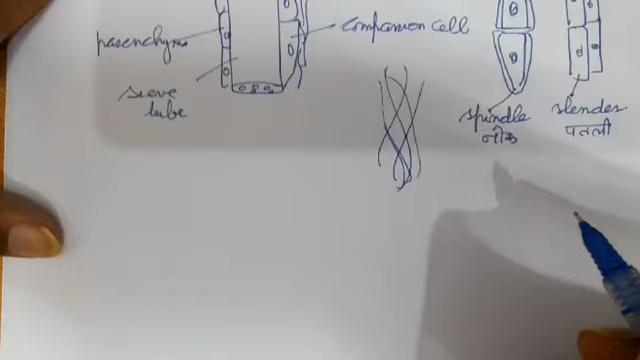 parenchyma
companion cell
sieve
tube
spindle
नोक
slender
पतली